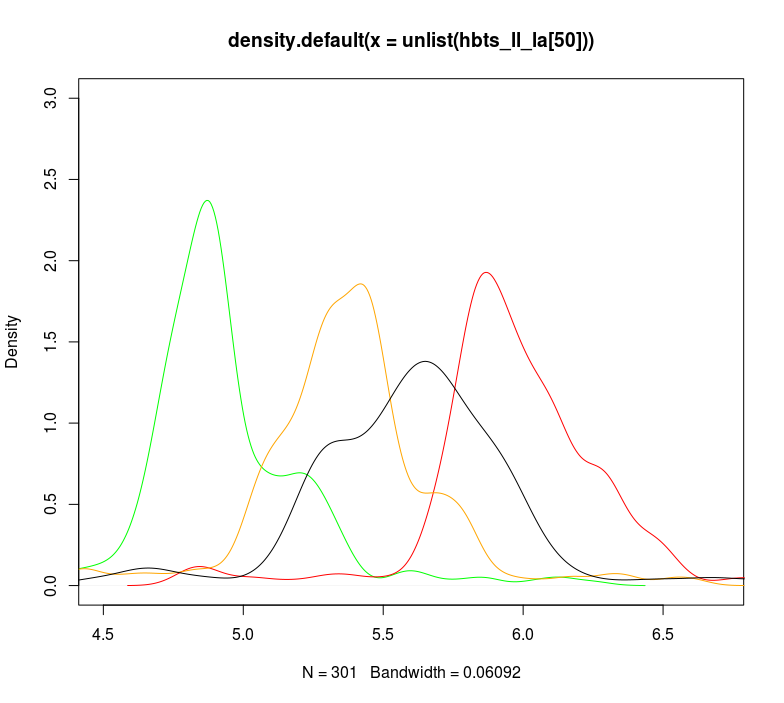 density.default(x = unlist(hbts_ll_la[50]))
Density
3.0
2.5
2.0
1.5
1.0
0.5
0.0
4.5 5.0 5.5 6.0 6.5
N = 301 Bandwidth = 0.06092